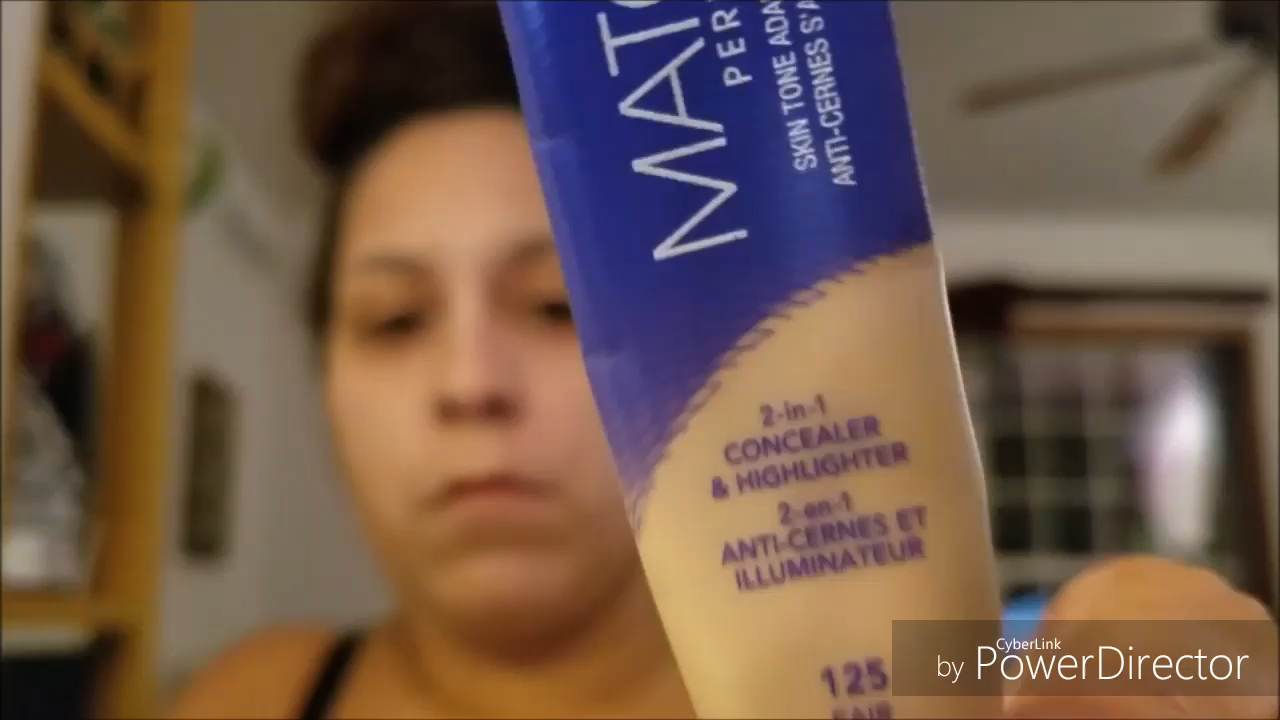 MAT
PER
SKIN TONE ADA
ANTI-CERNES S'A
2-in-1
CONCEALER
& HIGHLIGHTER
2-en-1
ANTI-CERNES ET
ILLUMINATEUR
125
FAIR
CyberLink
by PowerDirector